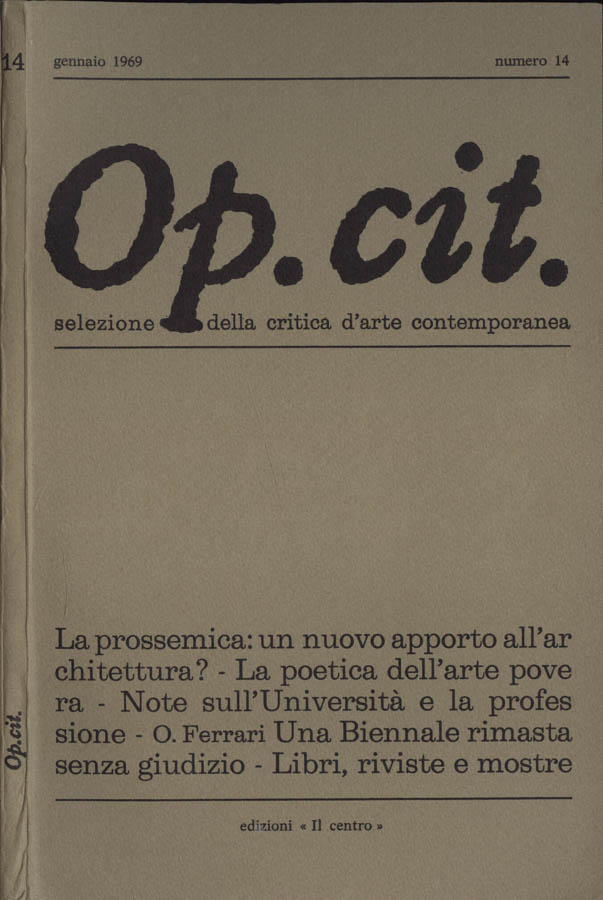 14
gennaio 1969
numero 14
Op. cit.
selezione della critica d'arte contemporanea
La prossemica: un nuovo apporto all'ar
chitettura? - La poetica dell'arte pove
ra - Note sull'Università e la profes
sione - O. Ferrari Una Biennale rimasta
senza giudizio - Libri, riviste e mostre
edizioni « Il centro »
Op.cit.